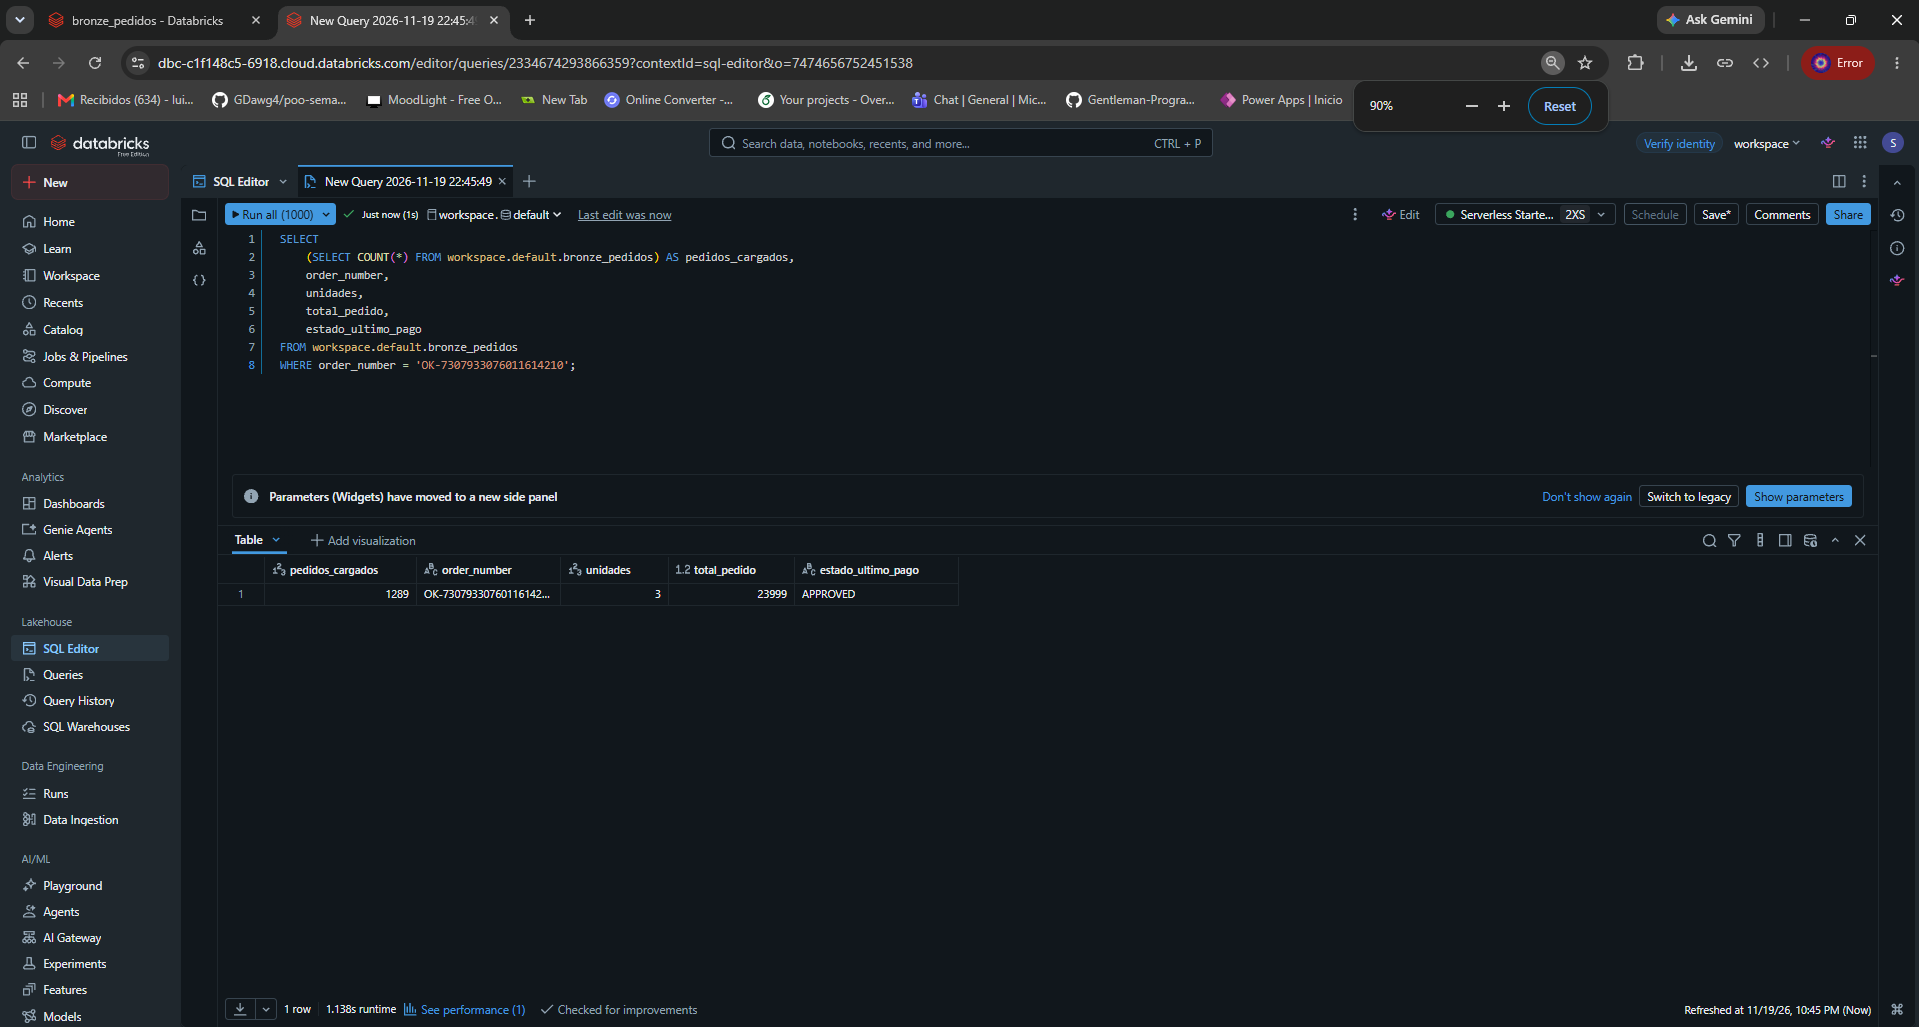 bronze_pedidos - Databricks
New Query 2026-11-19 22:45:4
Ask Gemini
dbc-c1f148c5-6918.cloud.databricks.com/editor/queries/2334674293866359?contextId=sql-editor&o=7474656752451538
Error
Recibidos (634) - lui...
GDawg4/poo-sema...
MoodLight - Free O...
New Tab
Online Converter -...
Your projects - Over...
Chat | General | Mic...
Gentleman-Progra...
Power Apps | Inicio
90%
Reset
databricks
Free Edition
Search data, notebooks, recents, and more...
CTRL + P
Verify identity
workspace
S
New
SQL Editor
New Query 2026-11-19 22:45:49
Home
Learn
Workspace
Recents
Catalog
Jobs & Pipelines
Compute
Discover
Marketplace
Analytics
Dashboards
Genie Agents
Alerts
Visual Data Prep
Lakehouse
SQL Editor
Queries
Query History
SQL Warehouses
Data Engineering
Runs
Data Ingestion
AI/ML
Playground
Agents
AI Gateway
Experiments
Features
Models
Run all (1000)
Just now (1s)
workspace.
default
Last edit was now
Edit
Serverless Starte...
2XS
Schedule
Save*
Comments
Share
1 SELECT
2 (SELECT COUNT(*) FROM workspace.default.bronze_pedidos) AS pedidos_cargados,
3 order_number,
4 unidades,
5 total_pedido,
6 estado_ultimo_pago
7 FROM workspace.default.bronze_pedidos
8 WHERE order_number = 'OK-7307933076011614210';
Parameters (Widgets) have moved to a new side panel
Don't show again
Switch to legacy
Show parameters
Table
Add visualization
pedidos_cargados
order_number
unidades
1.2 total_pedido
estado_ultimo_pago
1 1289 OK-73079330760116142... 3 23999 APPROVED
1 row
1.138s runtime
See performance (1)
Checked for improvements
Refreshed at 11/19/26, 10:45 PM (Now)